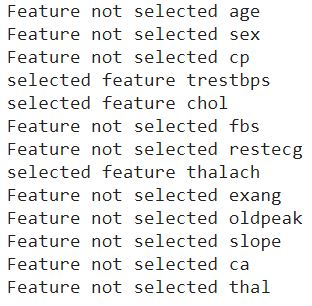 Feature not selected age
Feature not selected sex
Feature not selected cp
selected feature trestbps
selected feature chol
Feature not selected fbs
Feature not selected restecg
selected feature thalach
Feature not selected exang
Feature not selected oldpeak
Feature not selected slope
Feature not selected ca
Feature not selected thal